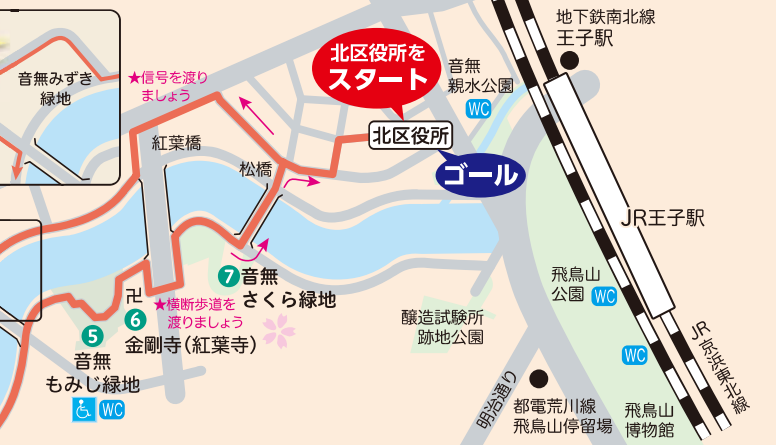 音無みずき
緑地
★信号を渡り
ましょう
北区役所を
スタート
地下鉄南北線
王子駅
音無
親水公園
WC
紅葉橋
松橋
北区役所
ゴール
JR王子駅
飛鳥山
公園
WC
7
音無
さくら緑地
卍
6
金剛寺(紅葉寺)
★横断歩道を
渡りましょう
5
音無
もみじ緑地
WC
醸造試験所
跡地公園
明治通り
都電荒川線
飛鳥山停留場
WC
飛鳥山
博物館
JR京浜東北線